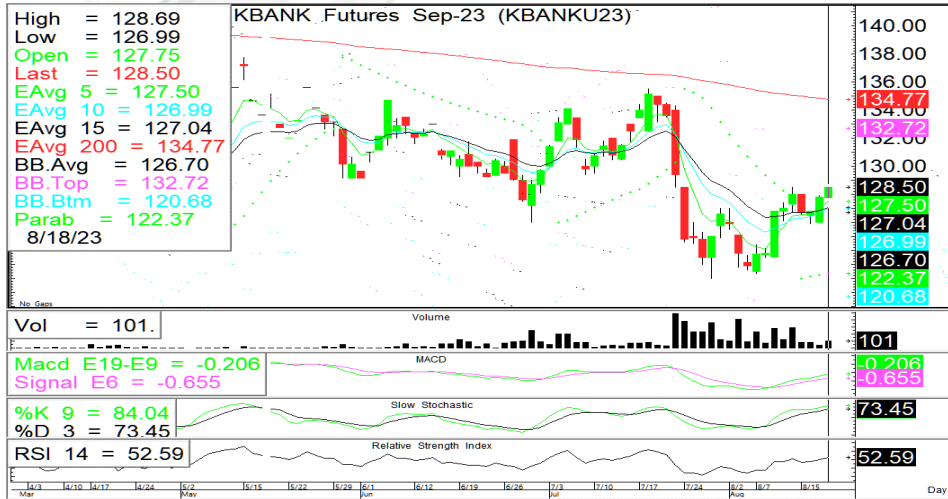 KBANK Futures Sep-23 (KBANKU23)
High = 128.69
Low = 126.99
Open = 127.75
Last = 128.50
EAvg 5 = 127.50
EAvg 10 = 126.99
EAvg 15 = 127.04
EAvg 200 = 134.77
BB.Avg = 126.70
BB.Top = 132.72
BB.Btm = 120.68
Parab = 122.37
8/18/23
140.00
138.00
136.00
134.77
134.00
132.72
132.00
130.00
128.50
127.50
127.04
126.99
126.70
122.37
120.68
No Gaps
Volume
Vol = 101.
101
MACD
Macd E19-E9 = -0.206
Signal E6 = -0.655
-0.206
-0.655
Slow Stochastic
%K 9 = 84.04
%D 3 = 73.45
73.45
Relative Strength Index
RSI 14 = 52.59
52.59
4/3 4/10 4/17 4/24 5/2 5/15 5/22 5/29 6/1 6/12 6/19 6/26 7/3 7/10 7/17 7/24 8/2 8/7 8/15
Mar May Jun Jul Aug
Day